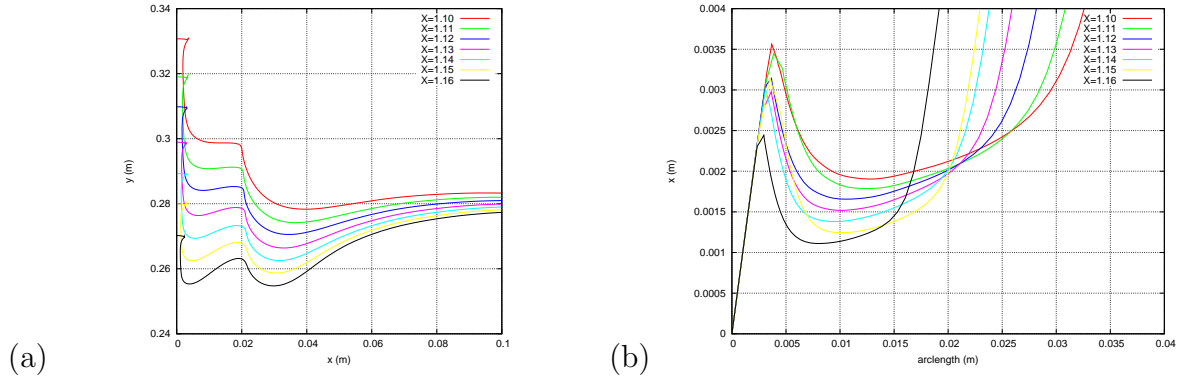 0.34
0.32
0.3
0.28
0.26
0.24
y (m)
0
0.02
0.04
0.06
0.08
0.1
x (m)
X=1.10
X=1.11
X=1.12
X=1.13
X=1.14
X=1.15
X=1.16
(a)
0.004
0.0035
0.003
0.0025
0.002
0.0015
0.001
0.0005
0
x (m)
0
0.005
0.01
0.015
0.02
0.025
0.03
0.035
0.04
arclength (m)
X=1.10
X=1.11
X=1.12
X=1.13
X=1.14
X=1.15
X=1.16
(b)